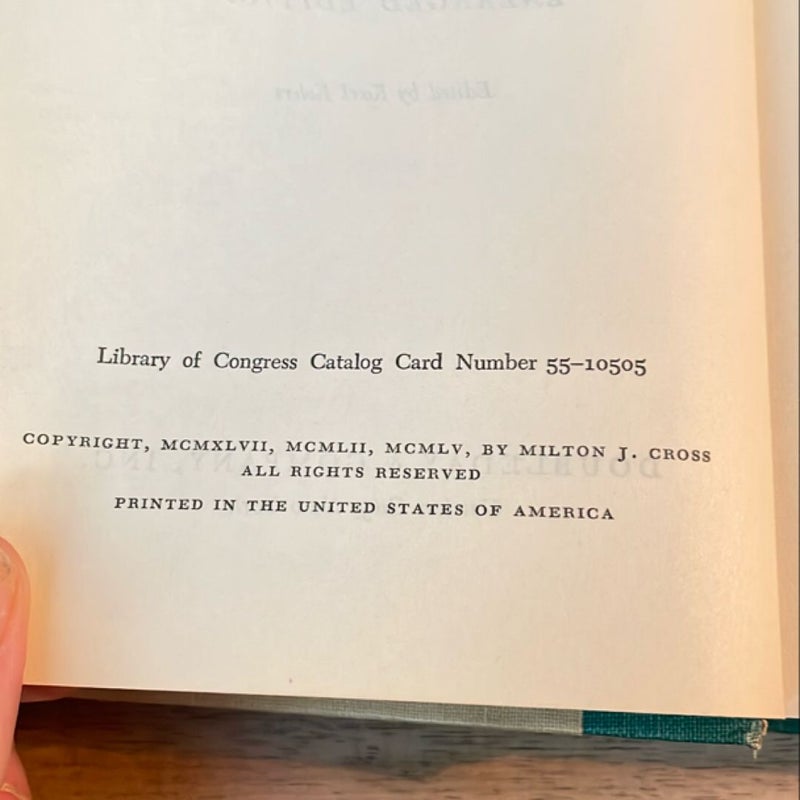 Library of Congress Catalog Card Number 55–10505
COPYRIGHT, MCMXLVII, MCMLII, MCMLV, BY MILTON J. CROSS
ALL RIGHTS RESERVED
PRINTED IN THE UNITED STATES OF AMERICA